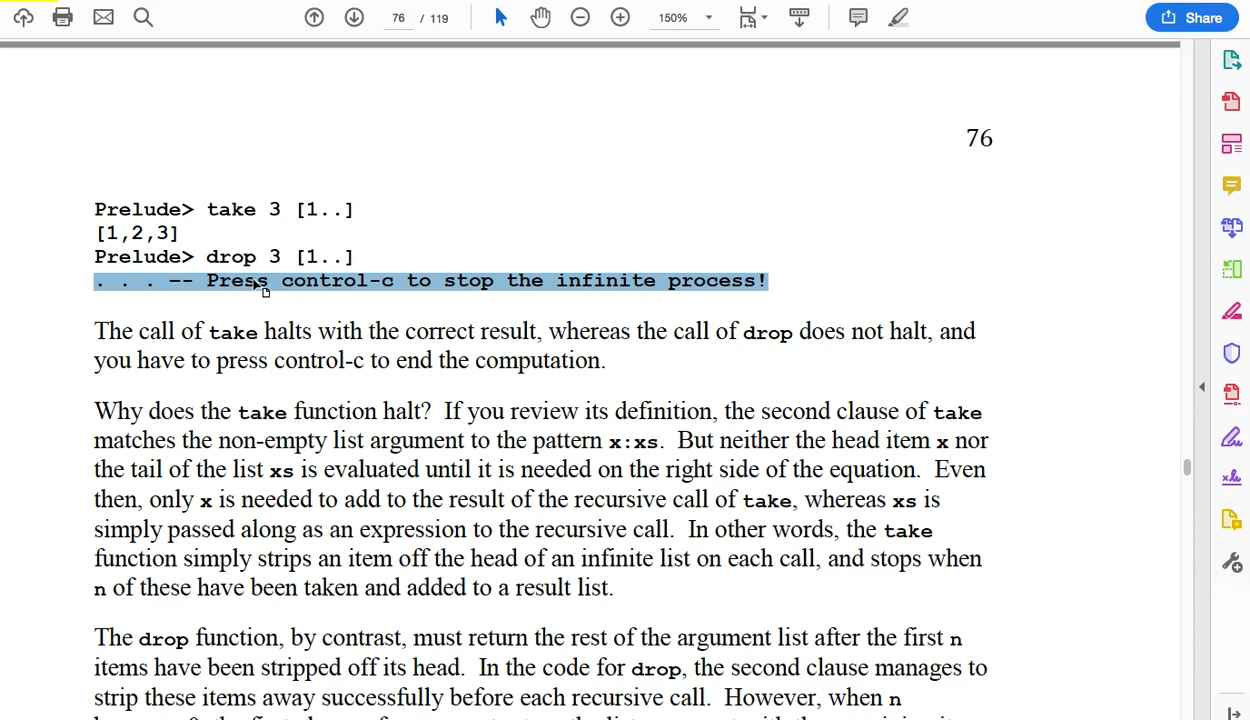 76 / 119 150% Share
76
Prelude> take 3 [1..]
[1,2,3]
Prelude> drop 3 [1..]
. . . -- Press control-c to stop the infinite process!
The call of take halts with the correct result, whereas the call of drop does not halt, and
you have to press control-c to end the computation.
Why does the take function halt? If you review its definition, the second clause of take
matches the non-empty list argument to the pattern x:xs. But neither the head item x nor
the tail of the list xs is evaluated until it is needed on the right side of the equation. Even
then, only x is needed to add to the result of the recursive call of take, whereas xs is
simply passed along as an expression to the recursive call. In other words, the take
function simply strips an item off the head of an infinite list on each call, and stops when
n of these have been taken and added to a result list.
The drop function, by contrast, must return the rest of the argument list after the first n
items have been stripped off its head. In the code for drop, the second clause manages to
strip these items away successfully before each recursive call. However, when n